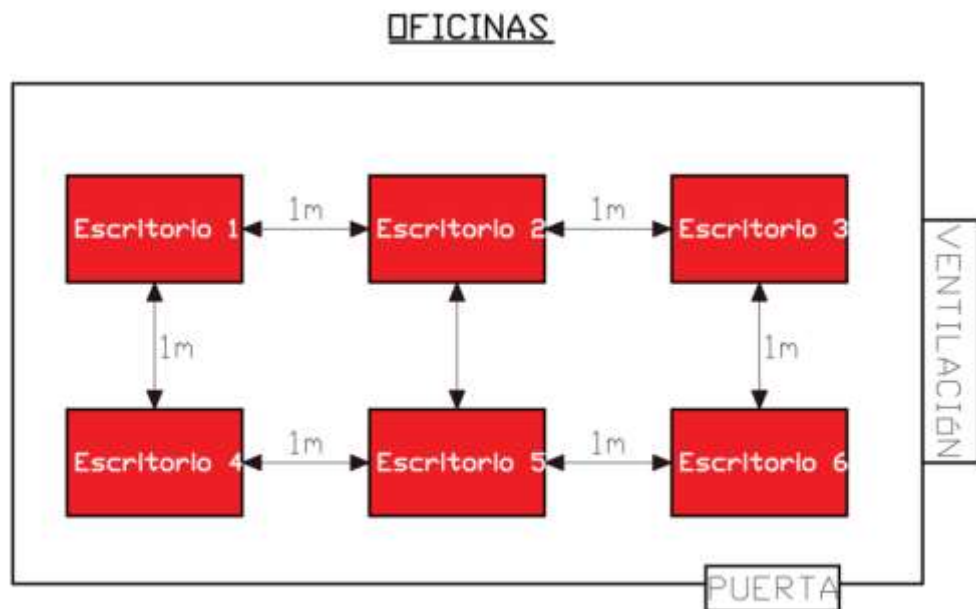 OFICINAS
1m 1m
Escritorio 1 Escritorio 2 Escritorio 3
VENTILACIÓN
1m 1m
1m 1m
Escritorio 4 Escritorio 5 Escritorio 6
PUERTA